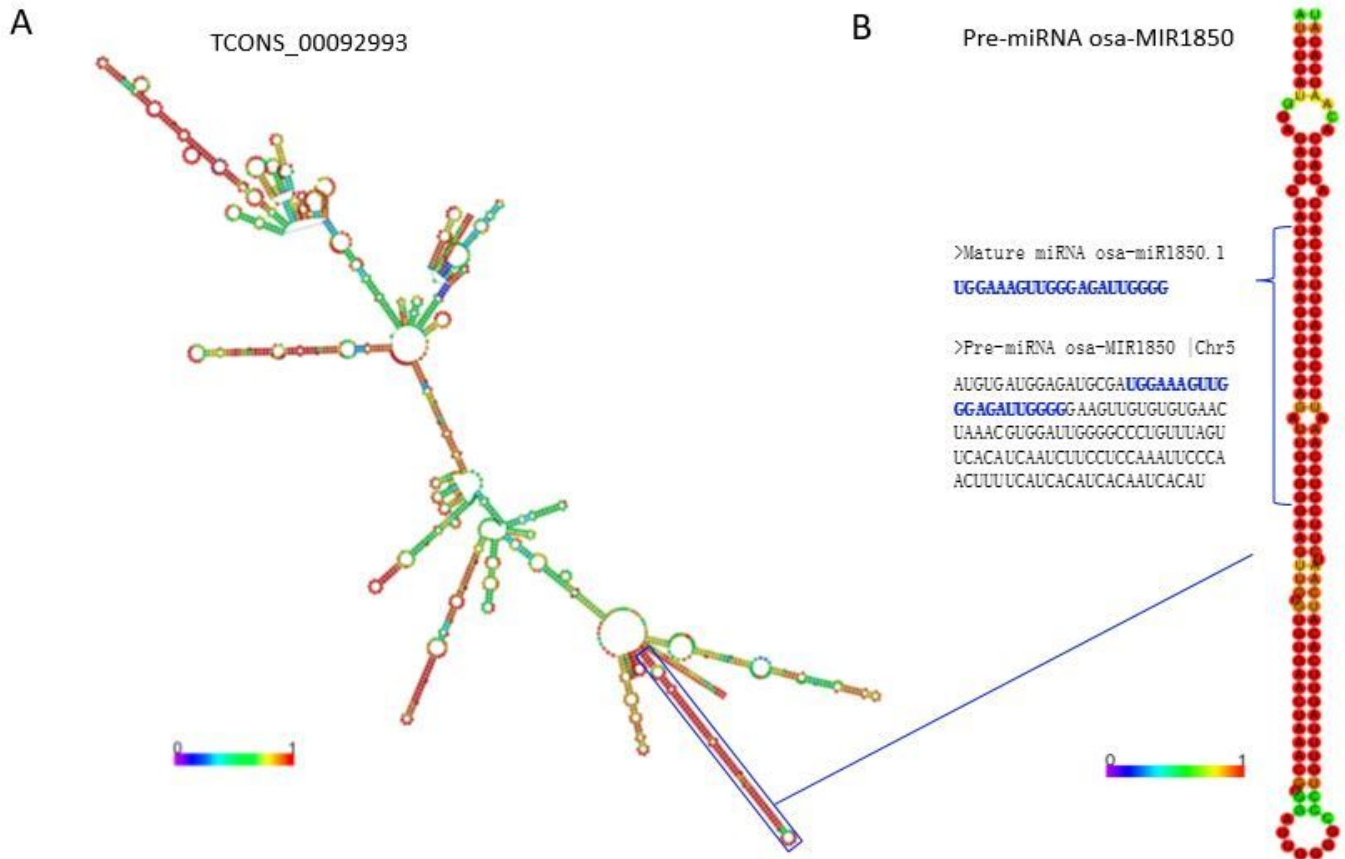 A
TCONS_00092993
0 1
B
Pre-miRNA osa-MIR1850
>Mature miRNA osa-miR1850.1
UGGAAAGUUGGGAGAUUGGGG
>Pre-miRNA osa-MIR1850 |Chr5
AUGUGAUGGAGAUGCGAUGGAAAGUUG
GGAGAUUGGGGGAAGUUGUGUGUGAAC
UAAACGUGGAUUGGGGCCCUGUUUAGU
UCACAUCAAUCUUCCUCCAAAUUCCCA
ACUUUUCAUCACAUCACAAUCACAU
0 1